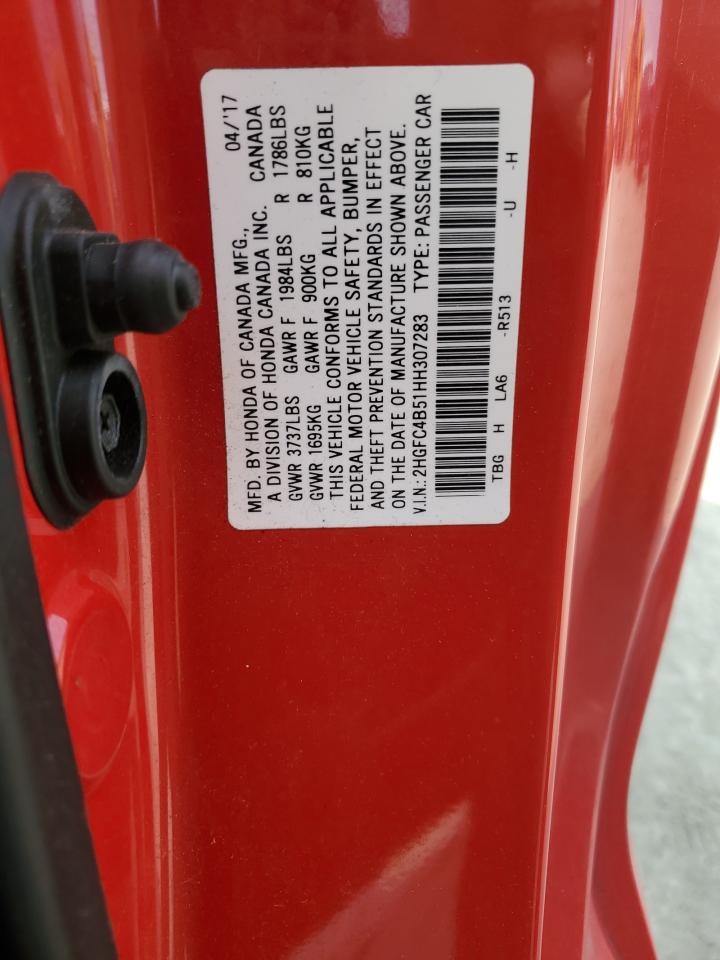 MFD. BY HONDA OF CANADA MFG., 04/'17
A DIVISION OF HONDA CANADA INC. CANADA
GVWR 3737LBS GAWR F 1984LBS R 1786LBS
GVWR 1695KG GAWR F 900KG R 810KG
THIS VEHICLE CONFORMS TO ALL APPLICABLE
FEDERAL MOTOR VEHICLE SAFETY, BUMPER,
AND THEFT PREVENTION STANDARDS IN EFFECT
ON THE DATE OF MANUFACTURE SHOWN ABOVE.
V.I.N.: 2HGFC4B51HH307283 TYPE: PASSENGER CAR
TBG H LA6 -R513 -U -H